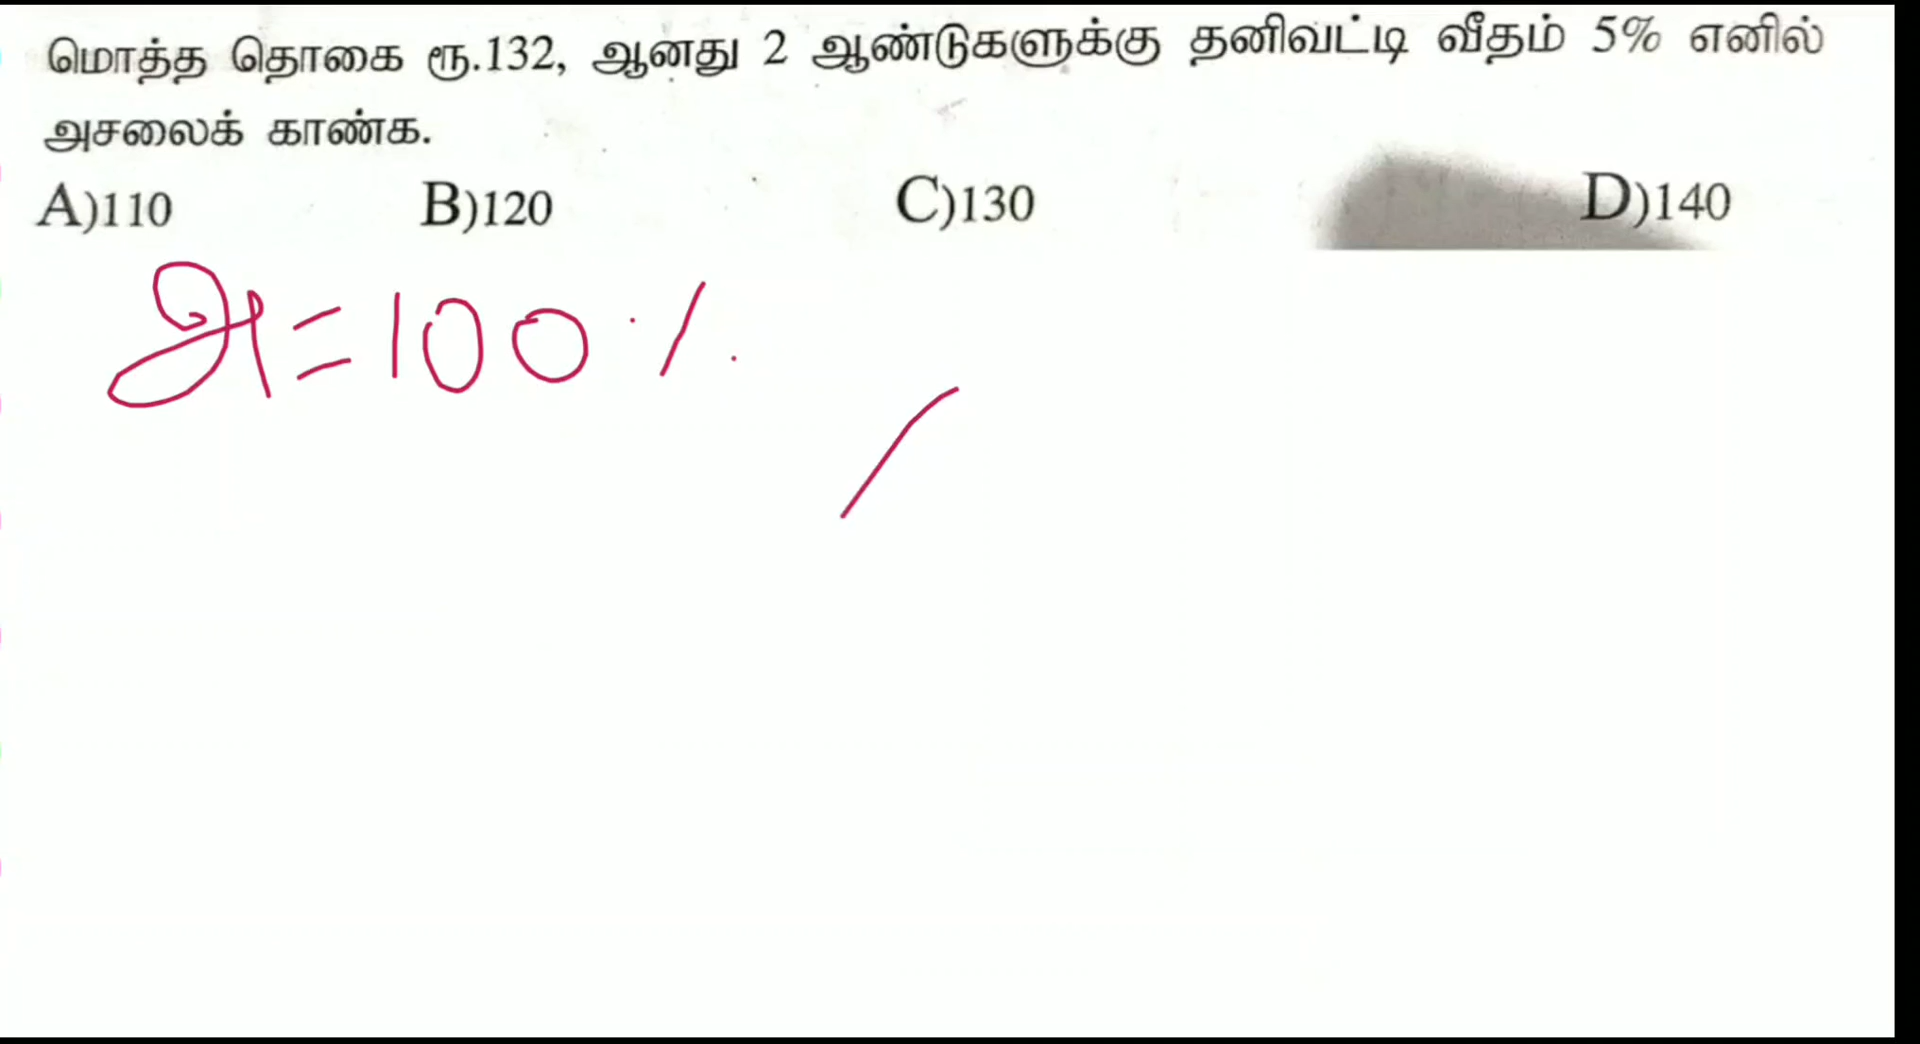 மொத்த தொகை ரூ.132, ஆனது 2 ஆண்டுகளுக்கு தனிவட்டி வீதம் 5% எனில்
அசலைக் காண்க.
A)110 B)120 C)130 D)140
அ=100%